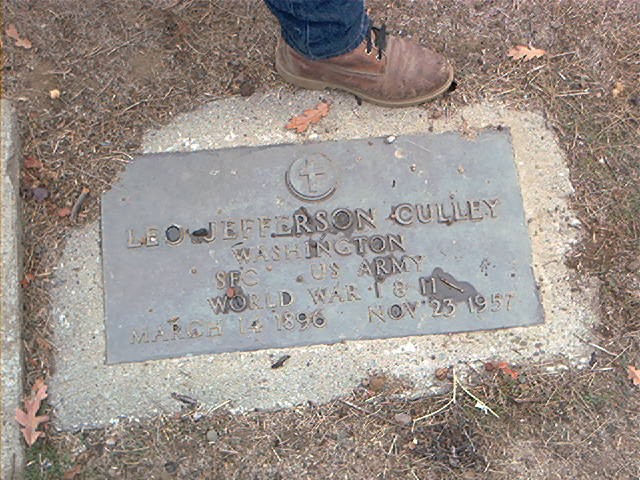 LEO JEFFERSON CULLEY
WASHINGTON
SFC US ARMY
WORLD WAR I & II
MARCH 14 1896 NOV 23 1957